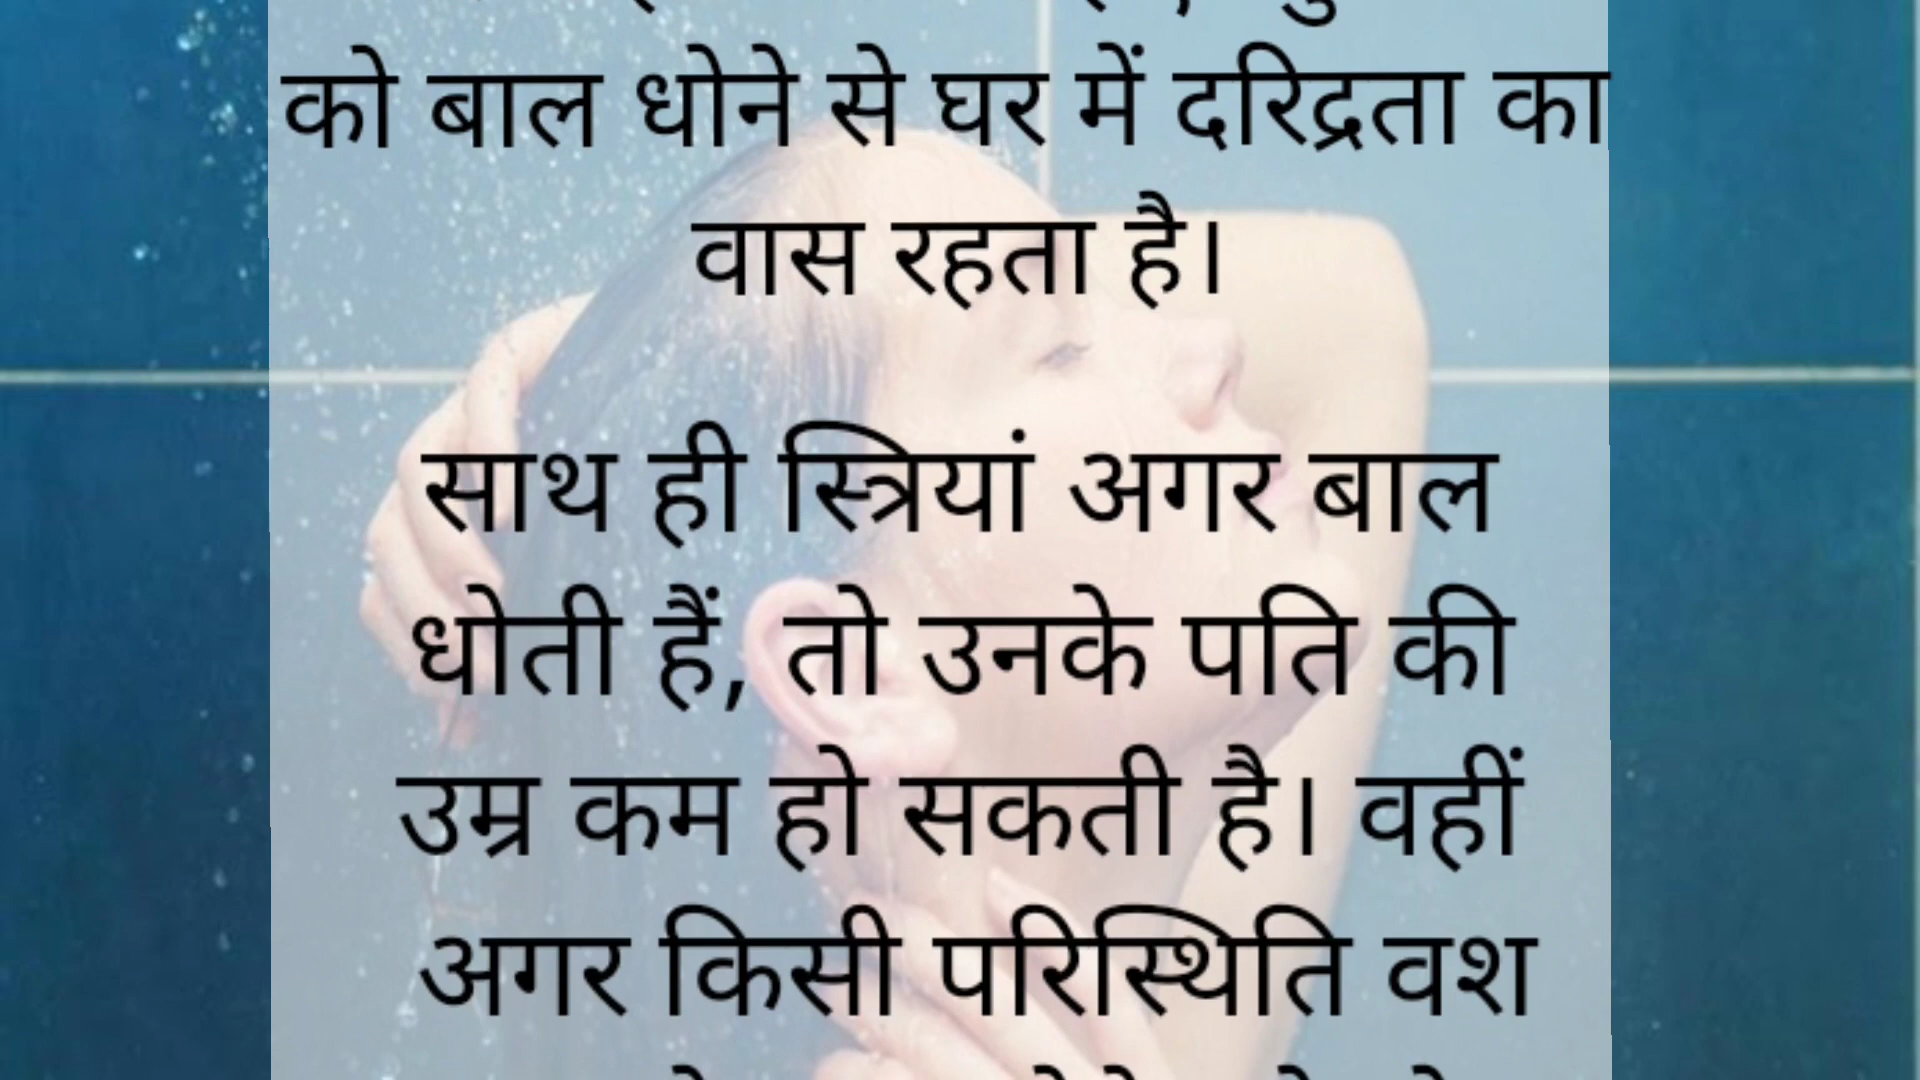 को बाल धोने से घर में दरिद्रता का
वास रहता है।
साथ ही स्त्रियां अगर बाल
धोती हैं, तो उनके पति की
उम्र कम हो सकती है। वहीं
अगर किसी परिस्थिति वश